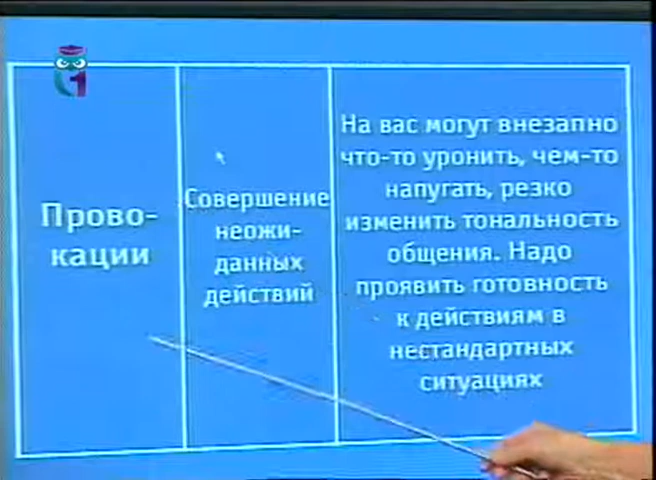 Прово-
кации
Совершение
неожи-
данных
действий
На вас могут внезапно
что-то уронить, чем-то
напугать, резко
изменить тональность
общения. Надо
проявить готовность
к действиям в
нестандартных
ситуациях
1